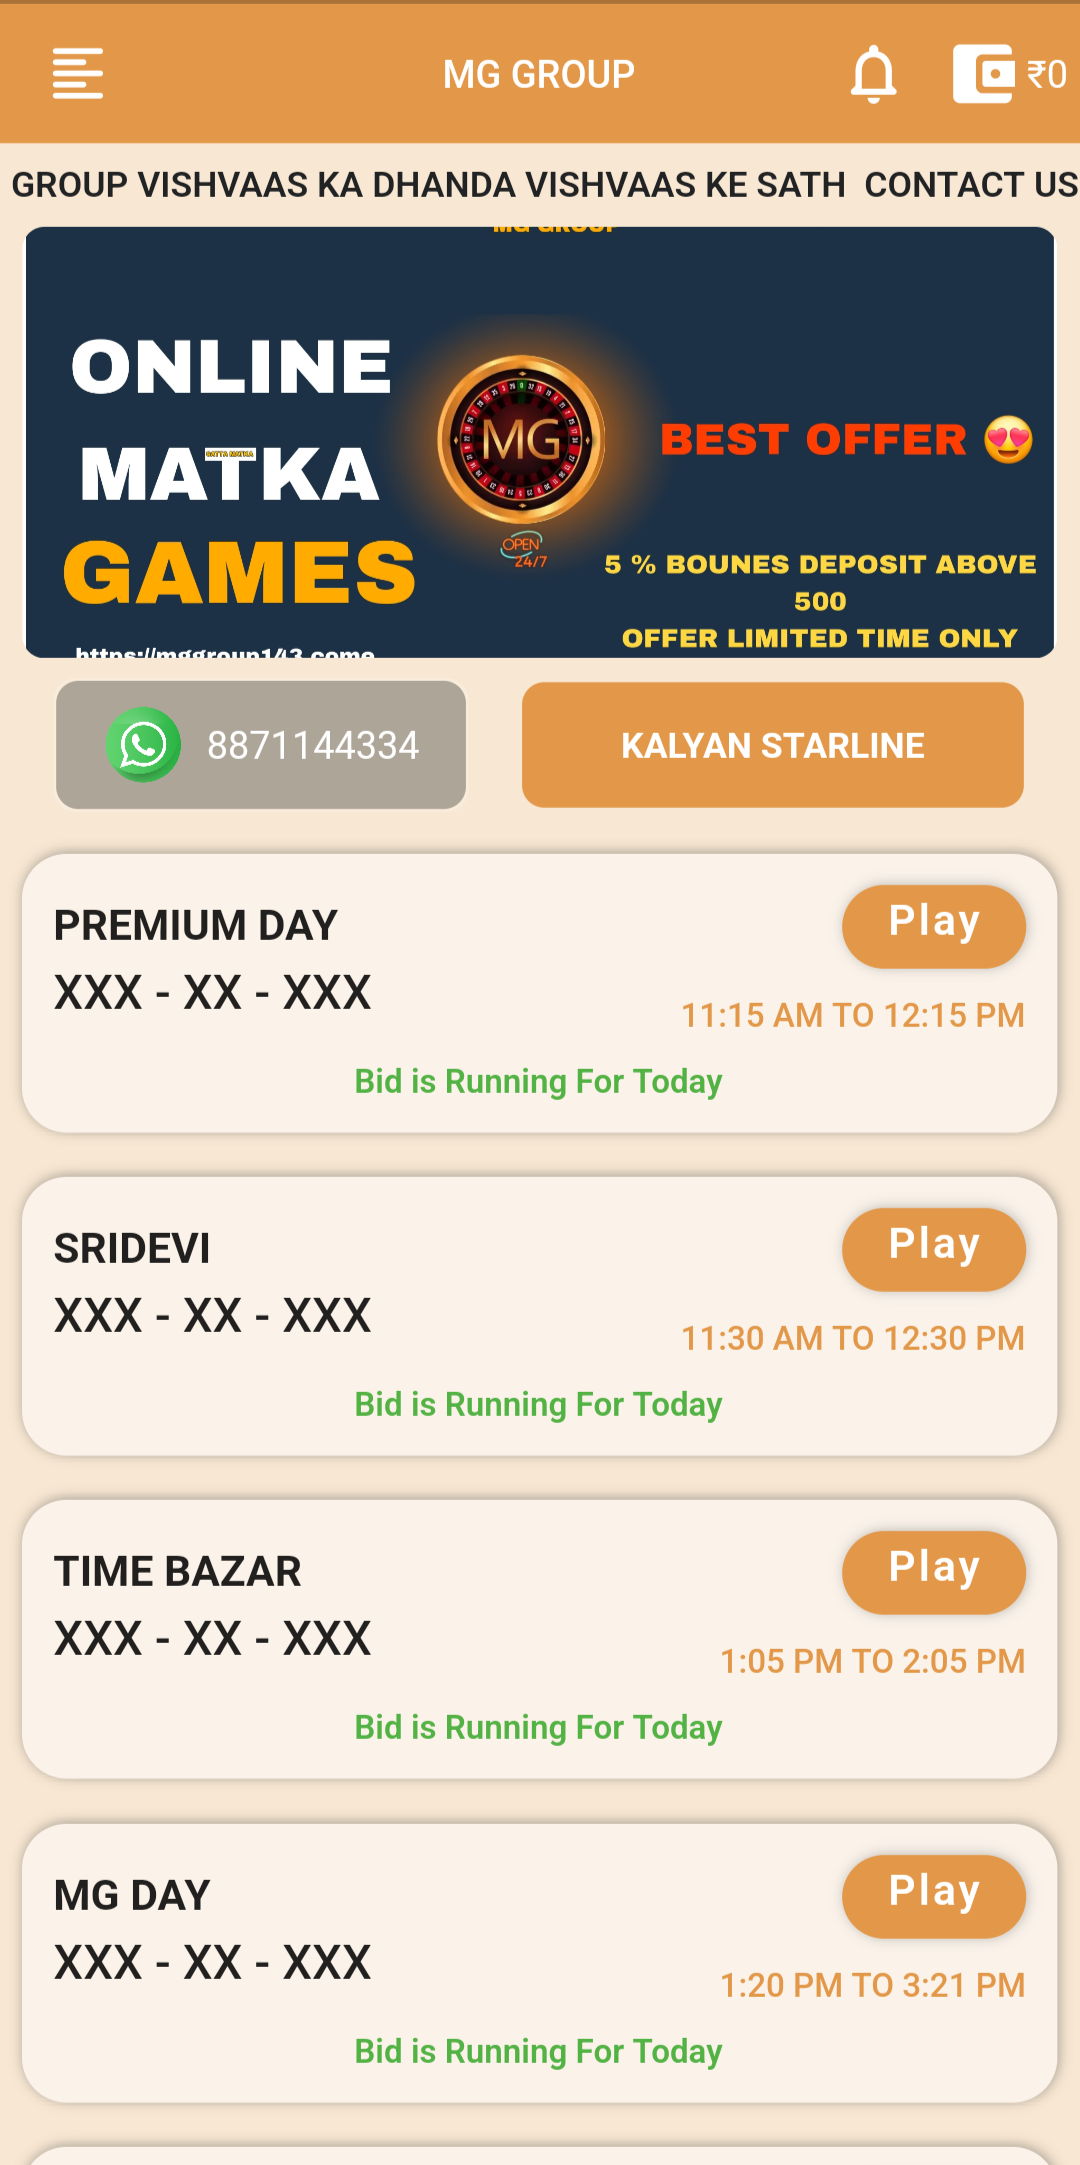 MG GROUP
₹0
GROUP VISHVAAS KA DHANDA VISHVAAS KE SATH CONTACT US
MG GROUP
ONLINE
MATKA
SATTA MATKA
GAMES
https://mggroup143.come
MG
OPEN
24/7
BEST OFFER 😍
5 % BOUNES DEPOSIT ABOVE
500
OFFER LIMITED TIME ONLY
8871144334
KALYAN STARLINE
PREMIUM DAY
Play
XXX - XX - XXX
11:15 AM TO 12:15 PM
Bid is Running For Today
SRIDEVI
Play
XXX - XX - XXX
11:30 AM TO 12:30 PM
Bid is Running For Today
TIME BAZAR
Play
XXX - XX - XXX
1:05 PM TO 2:05 PM
Bid is Running For Today
MG DAY
Play
XXX - XX - XXX
1:20 PM TO 3:21 PM
Bid is Running For Today